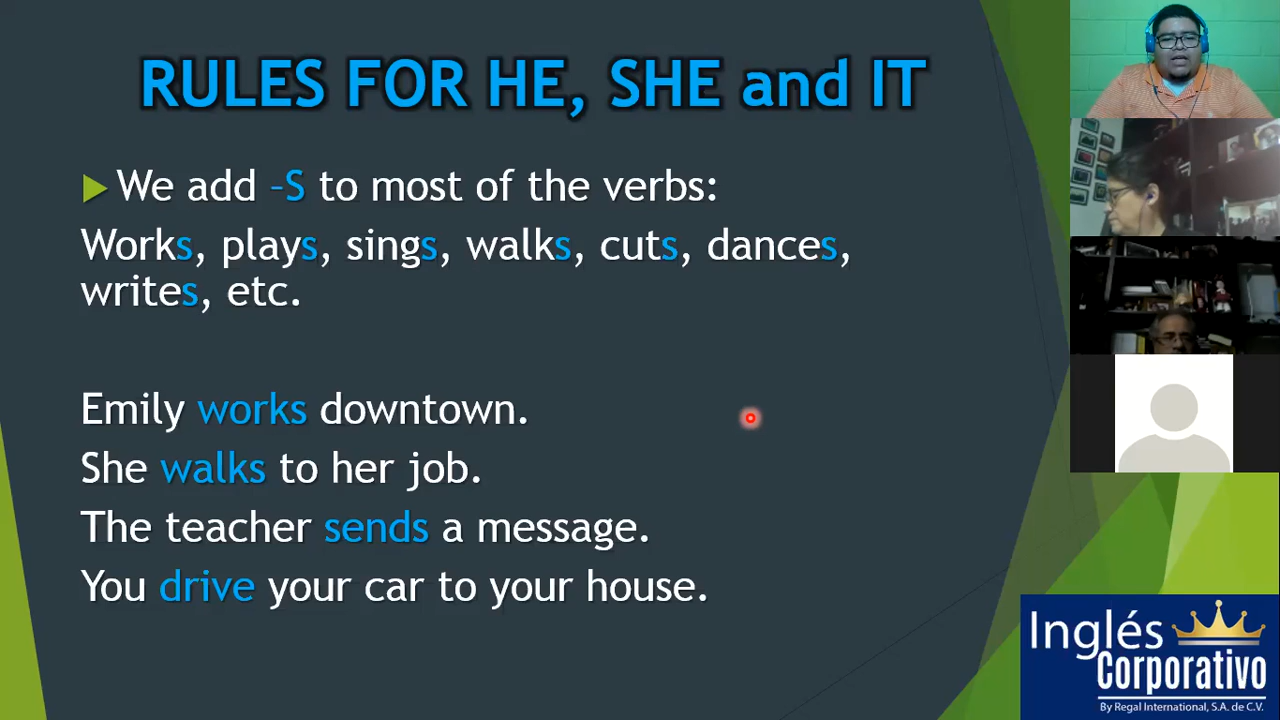 RULES FOR HE, SHE and IT
We add –S to most of the verbs:
Works, plays, sings, walks, cuts, dances,
writes, etc.
Emily works downtown.
She walks to her job.
The teacher sends a message.
You drive your car to your house.
Inglés
Corporativo
By Regal International, S.A. de C.V.